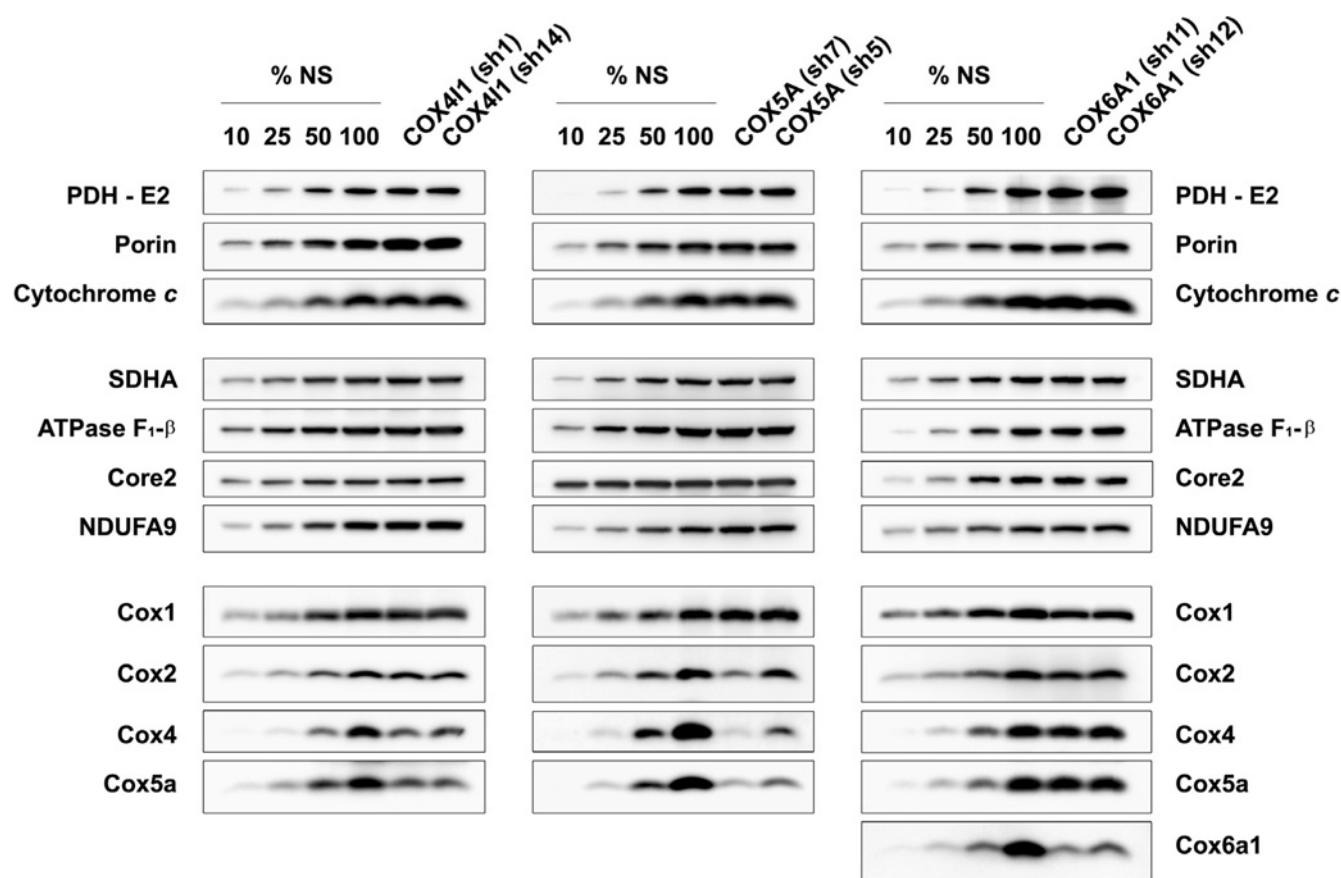 % NS COX4I1 (sh1) COX4I1 (sh14) % NS COX5A (sh7) COX5A (sh5) % NS COX6A1 (sh11) COX6A1 (sh12)
10 25 50 100 10 25 50 100 10 25 50 100
PDH - E2 PDH - E2
Porin Porin
Cytochrome c Cytochrome c
SDHA SDHA
ATPase F₁-β ATPase F₁-β
Core2 Core2
NDUFA9 NDUFA9
Cox1 Cox1
Cox2 Cox2
Cox4 Cox4
Cox5a Cox5a
Cox6a1